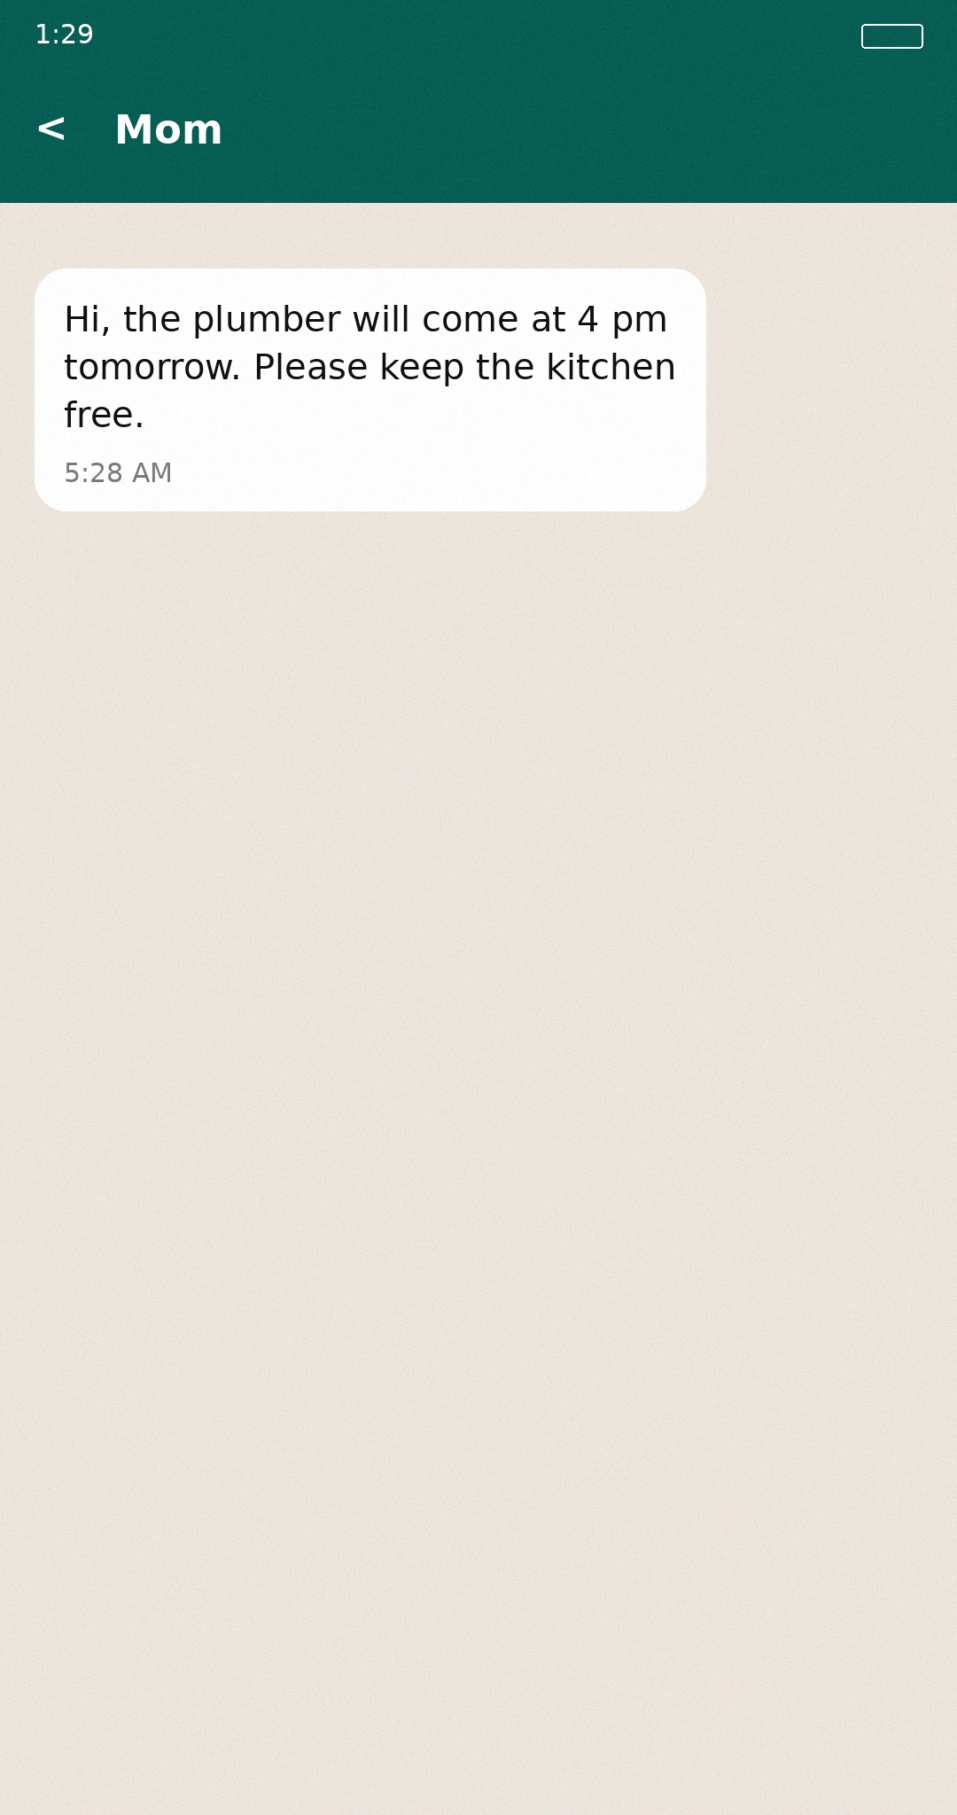 1:29
< Mom
Hi, the plumber will come at 4 pm
tomorrow. Please keep the kitchen
free.
5:28 AM